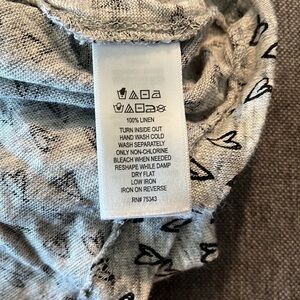 100% LINEN
TURN INSIDE OUT
HAND WASH COLD
WASH SEPARATELY
ONLY NON-CHLORINE
BLEACH WHEN NEEDED
RESHAPE WHILE DAMP
DRY FLAT
LOW IRON
IRON ON REVERSE
RN# 75343